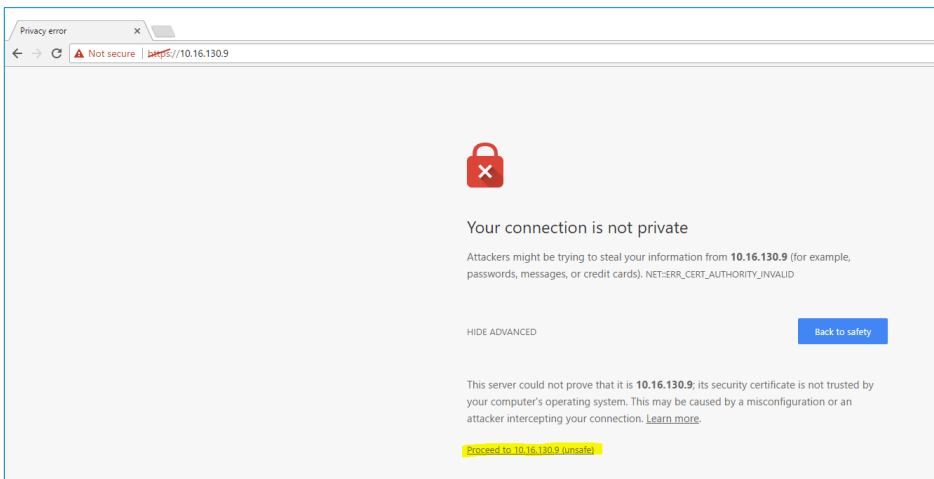 Privacy error
Not secure | https://10.16.130.9
Your connection is not private
Attackers might be trying to steal your information from 10.16.130.9 (for example,
passwords, messages, or credit cards). NET::ERR_CERT_AUTHORITY_INVALID
HIDE ADVANCED
Back to safety
This server could not prove that it is 10.16.130.9; its security certificate is not trusted by
your computer's operating system. This may be caused by a misconfiguration or an
attacker intercepting your connection. Learn more.
Proceed to 10.16.130.9 (unsafe)